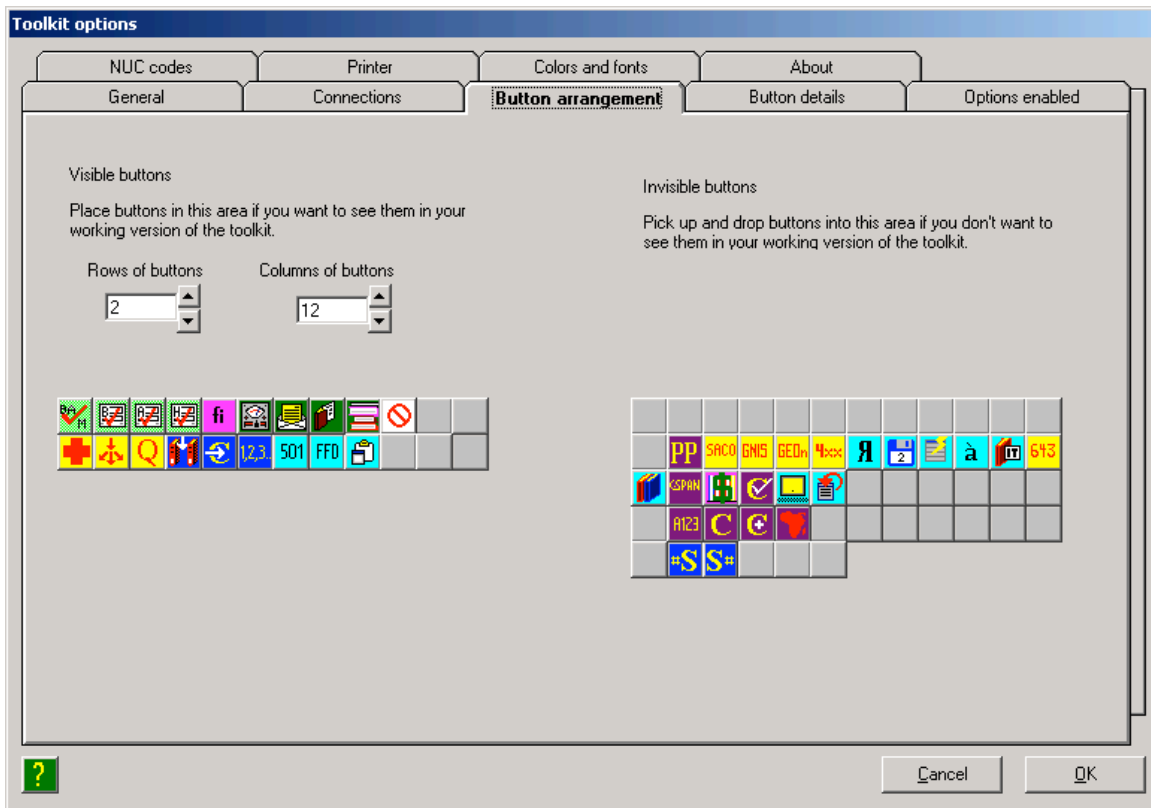 Toolkit options
NUC codes
Printer
Colors and fonts
About
General
Connections
Button arrangement
Button details
Options enabled
Visible buttons
Place buttons in this area if you want to see them in your
working version of the toolkit.
Rows of buttons
Columns of buttons
2
12
Invisible buttons
Pick up and drop buttons into this area if you don't want to
see them in your working version of the toolkit.
BA M
B
A
H
fi
?
Q
1,2,3..
501
FFD
PP
SACO
GNIS
GEOn
4xx
Я
2
à
IT
643
CSPAN
$
C
A123
C
C
¤S
S¤
?
Cancel
OK